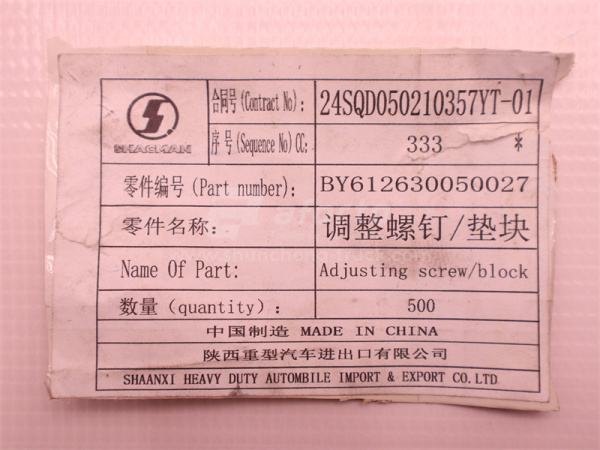 SHACMAN
合同号(Contract No): 24SQD050210357YT-01
序号(Sequence No)CC: 333 *
零件编号(Part number): BY612630050027
零件名称: 调整螺钉/垫块
Name Of Part: Adjusting screw/block
数量(quantity): 500
中国制造 MADE IN CHINA
陕西重型汽车进出口有限公司
SHAANXI HEAVY DUTY AUTOMBILE IMPORT & EXPORT CO.LTD